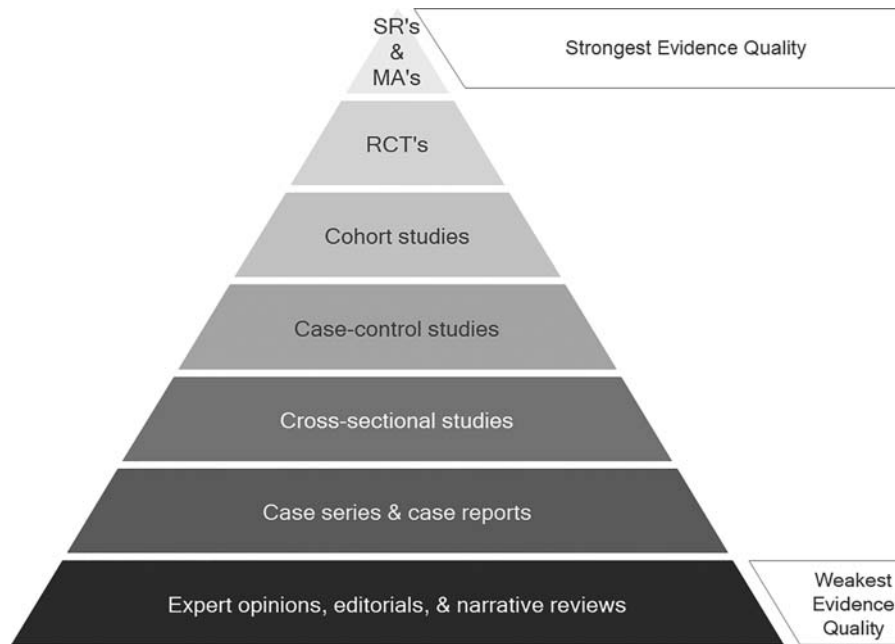 SR's
&
MA's
Strongest Evidence Quality
RCT's
Cohort studies
Case-control studies
Cross-sectional studies
Case series & case reports
Expert opinions, editorials, & narrative reviews
Weakest
Evidence
Quality